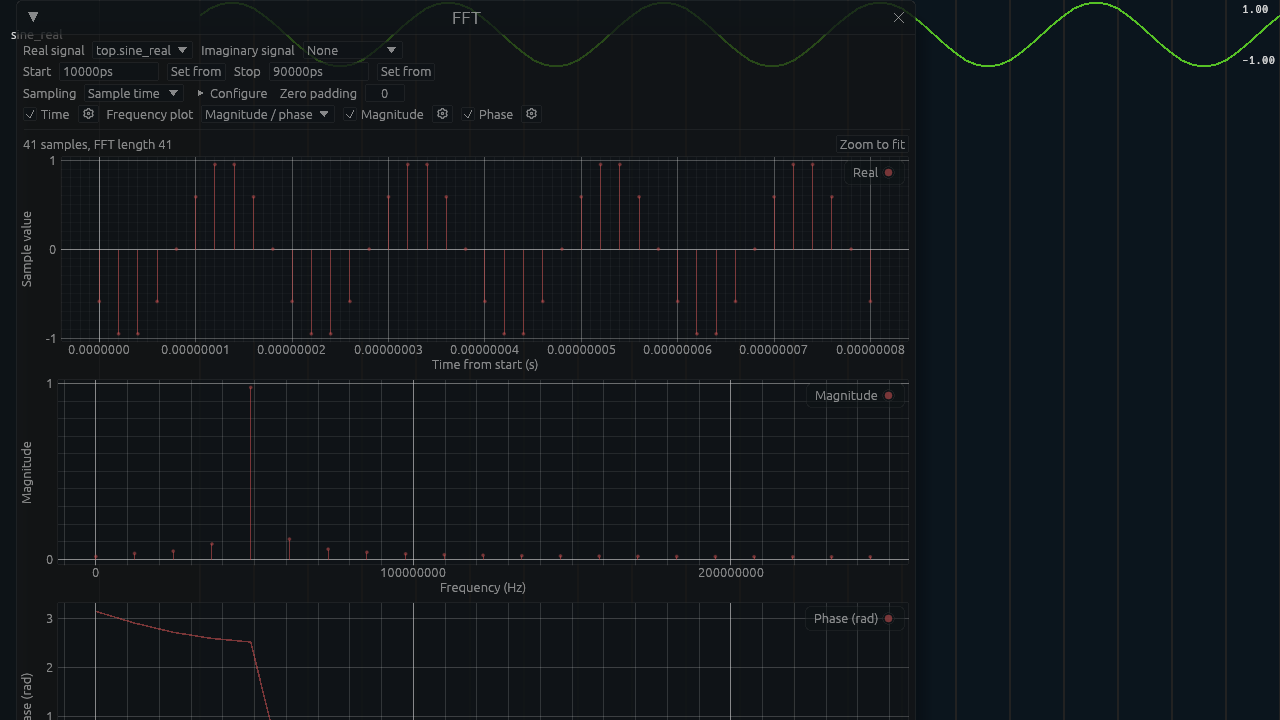 FFT
1.00
sine_real
Real signal top.sine_real Imaginary signal None
-1.00
Start 10000ps Set from Stop 90000ps Set from
Sampling Sample time Configure Zero padding 0
Time Frequency plot Magnitude / phase Magnitude Phase
41 samples, FFT length 41 Zoom to fit
1
Real
Sample value
0
-1
0.0000000 0.00000001 0.00000002 0.00000003 0.00000004 0.00000005 0.00000006 0.00000007 0.00000008
Time from start (s)
1
Magnitude
Magnitude
0
0 100000000 200000000
Frequency (Hz)
3
Phase (rad)
2
ase (rad)
1